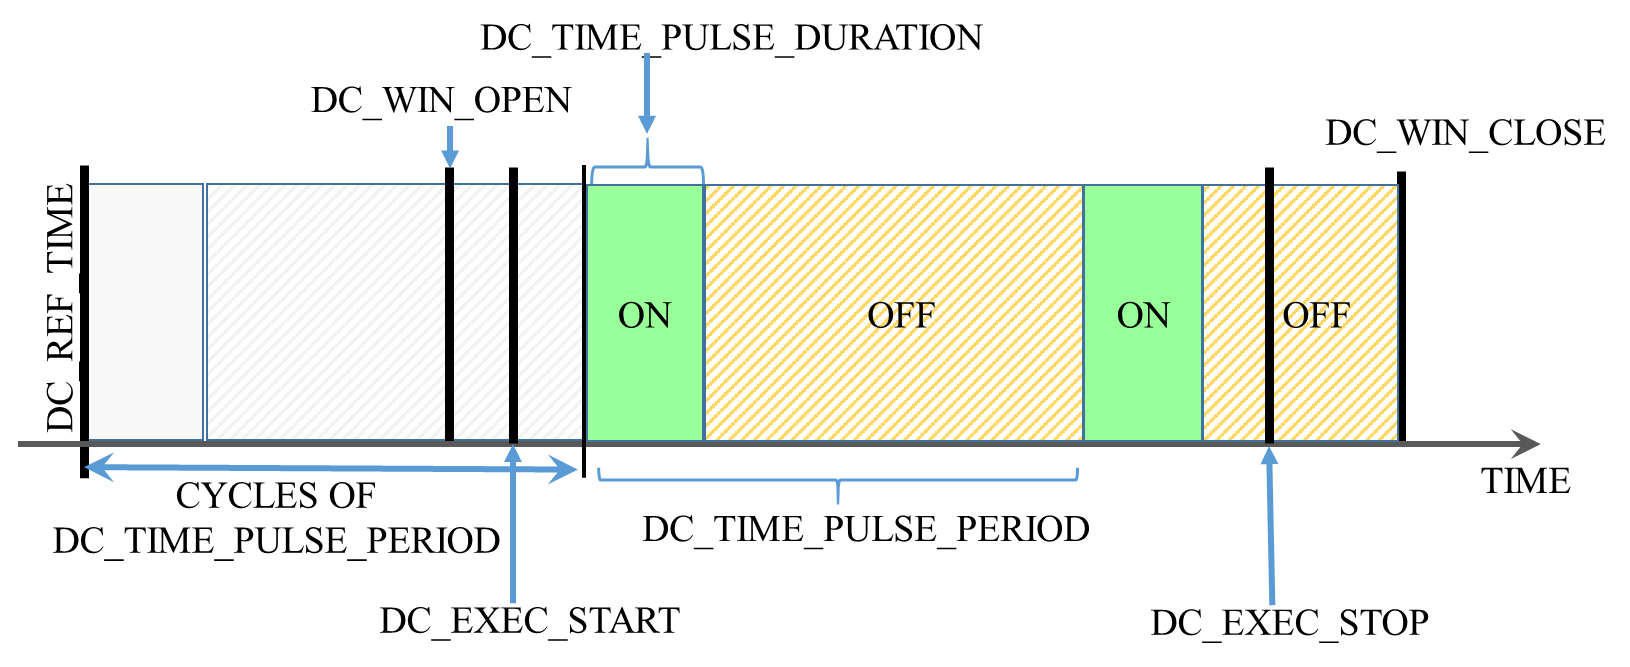 DC_TIME_PULSE_DURATION
DC_WIN_OPEN
DC_WIN_CLOSE
DC_REF_TIME
ON
OFF
ON
OFF
TIME
CYCLES OF
DC_TIME_PULSE_PERIOD
DC_TIME_PULSE_PERIOD
DC_EXEC_START
DC_EXEC_STOP